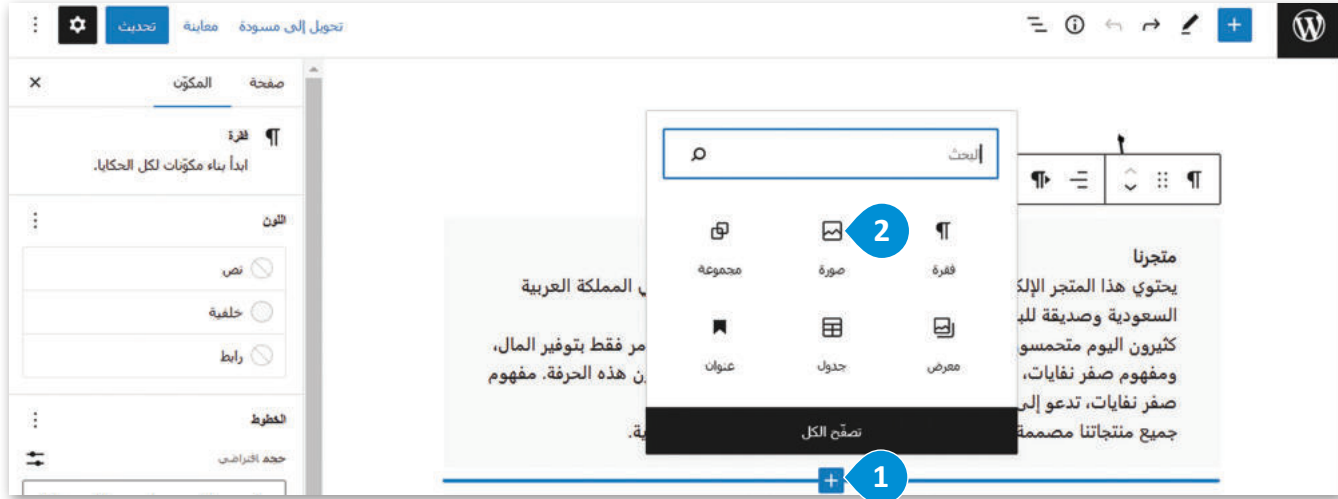 تحويل إلى مسودة
معاينة
تحديث
صفحة
المكوّن
فقرة
ابدأ بناء مكوّنات لكل الحكايا.
اللون
نص
خلفية
رابط
الخطوط
حجم افتراضي
البحث
فقرة
صورة
مجموعة
2
معرض
جدول
عنوان
تصفّح الكل
1
متجرنا
يحتوي هذا المتجر ي المملكة العربية
السعودية وصديقة
كثيرون اليوم مر فقط بتوفير المال،
ومفهوم صفر نفايات، ن هذه الحرفة. مفهوم
صفر نفايات، تدعو إلى
جميع منتجاتنا مصممة ية.